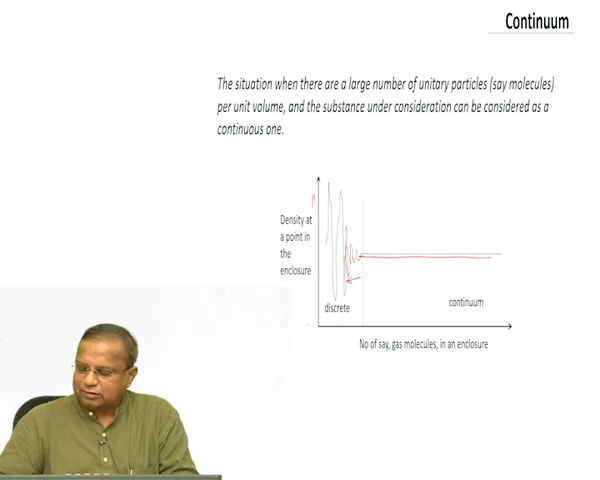 Continuum
The situation when there are a large number of unitary particles (say molecules)
per unit volume, and the substance under consideration can be considered as a
continuous one.
Density at
a point in
the
enclosure
discrete
continuum
No of say, gas molecules, in an enclosure